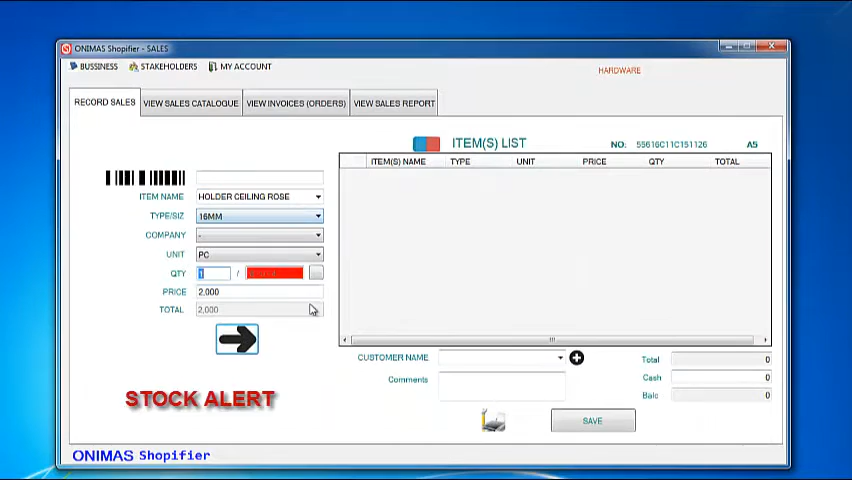 ONIMAS Shopifier - SALES
BUSSINESS STAKEHOLDERS MY ACCOUNT
HARDWARE
RECORD SALES VIEW SALES CATALOGUE VIEW INVOICES (ORDERS) VIEW SALES REPORT
ITEM(S) LIST NO: 55616C11C151126 A5
ITEM(S) NAME TYPE UNIT PRICE QTY TOTAL
ITEM NAME HOLDER CEILING ROSE
TYPE/SIZ 16MM
COMPANY -
UNIT PC
QTY 1 /
PRICE 2,000
TOTAL 2,000
CUSTOMER NAME
Comments
Total 0
Cash 0
Balc 0
STOCK ALERT
SAVE
ONIMAS Shopifier